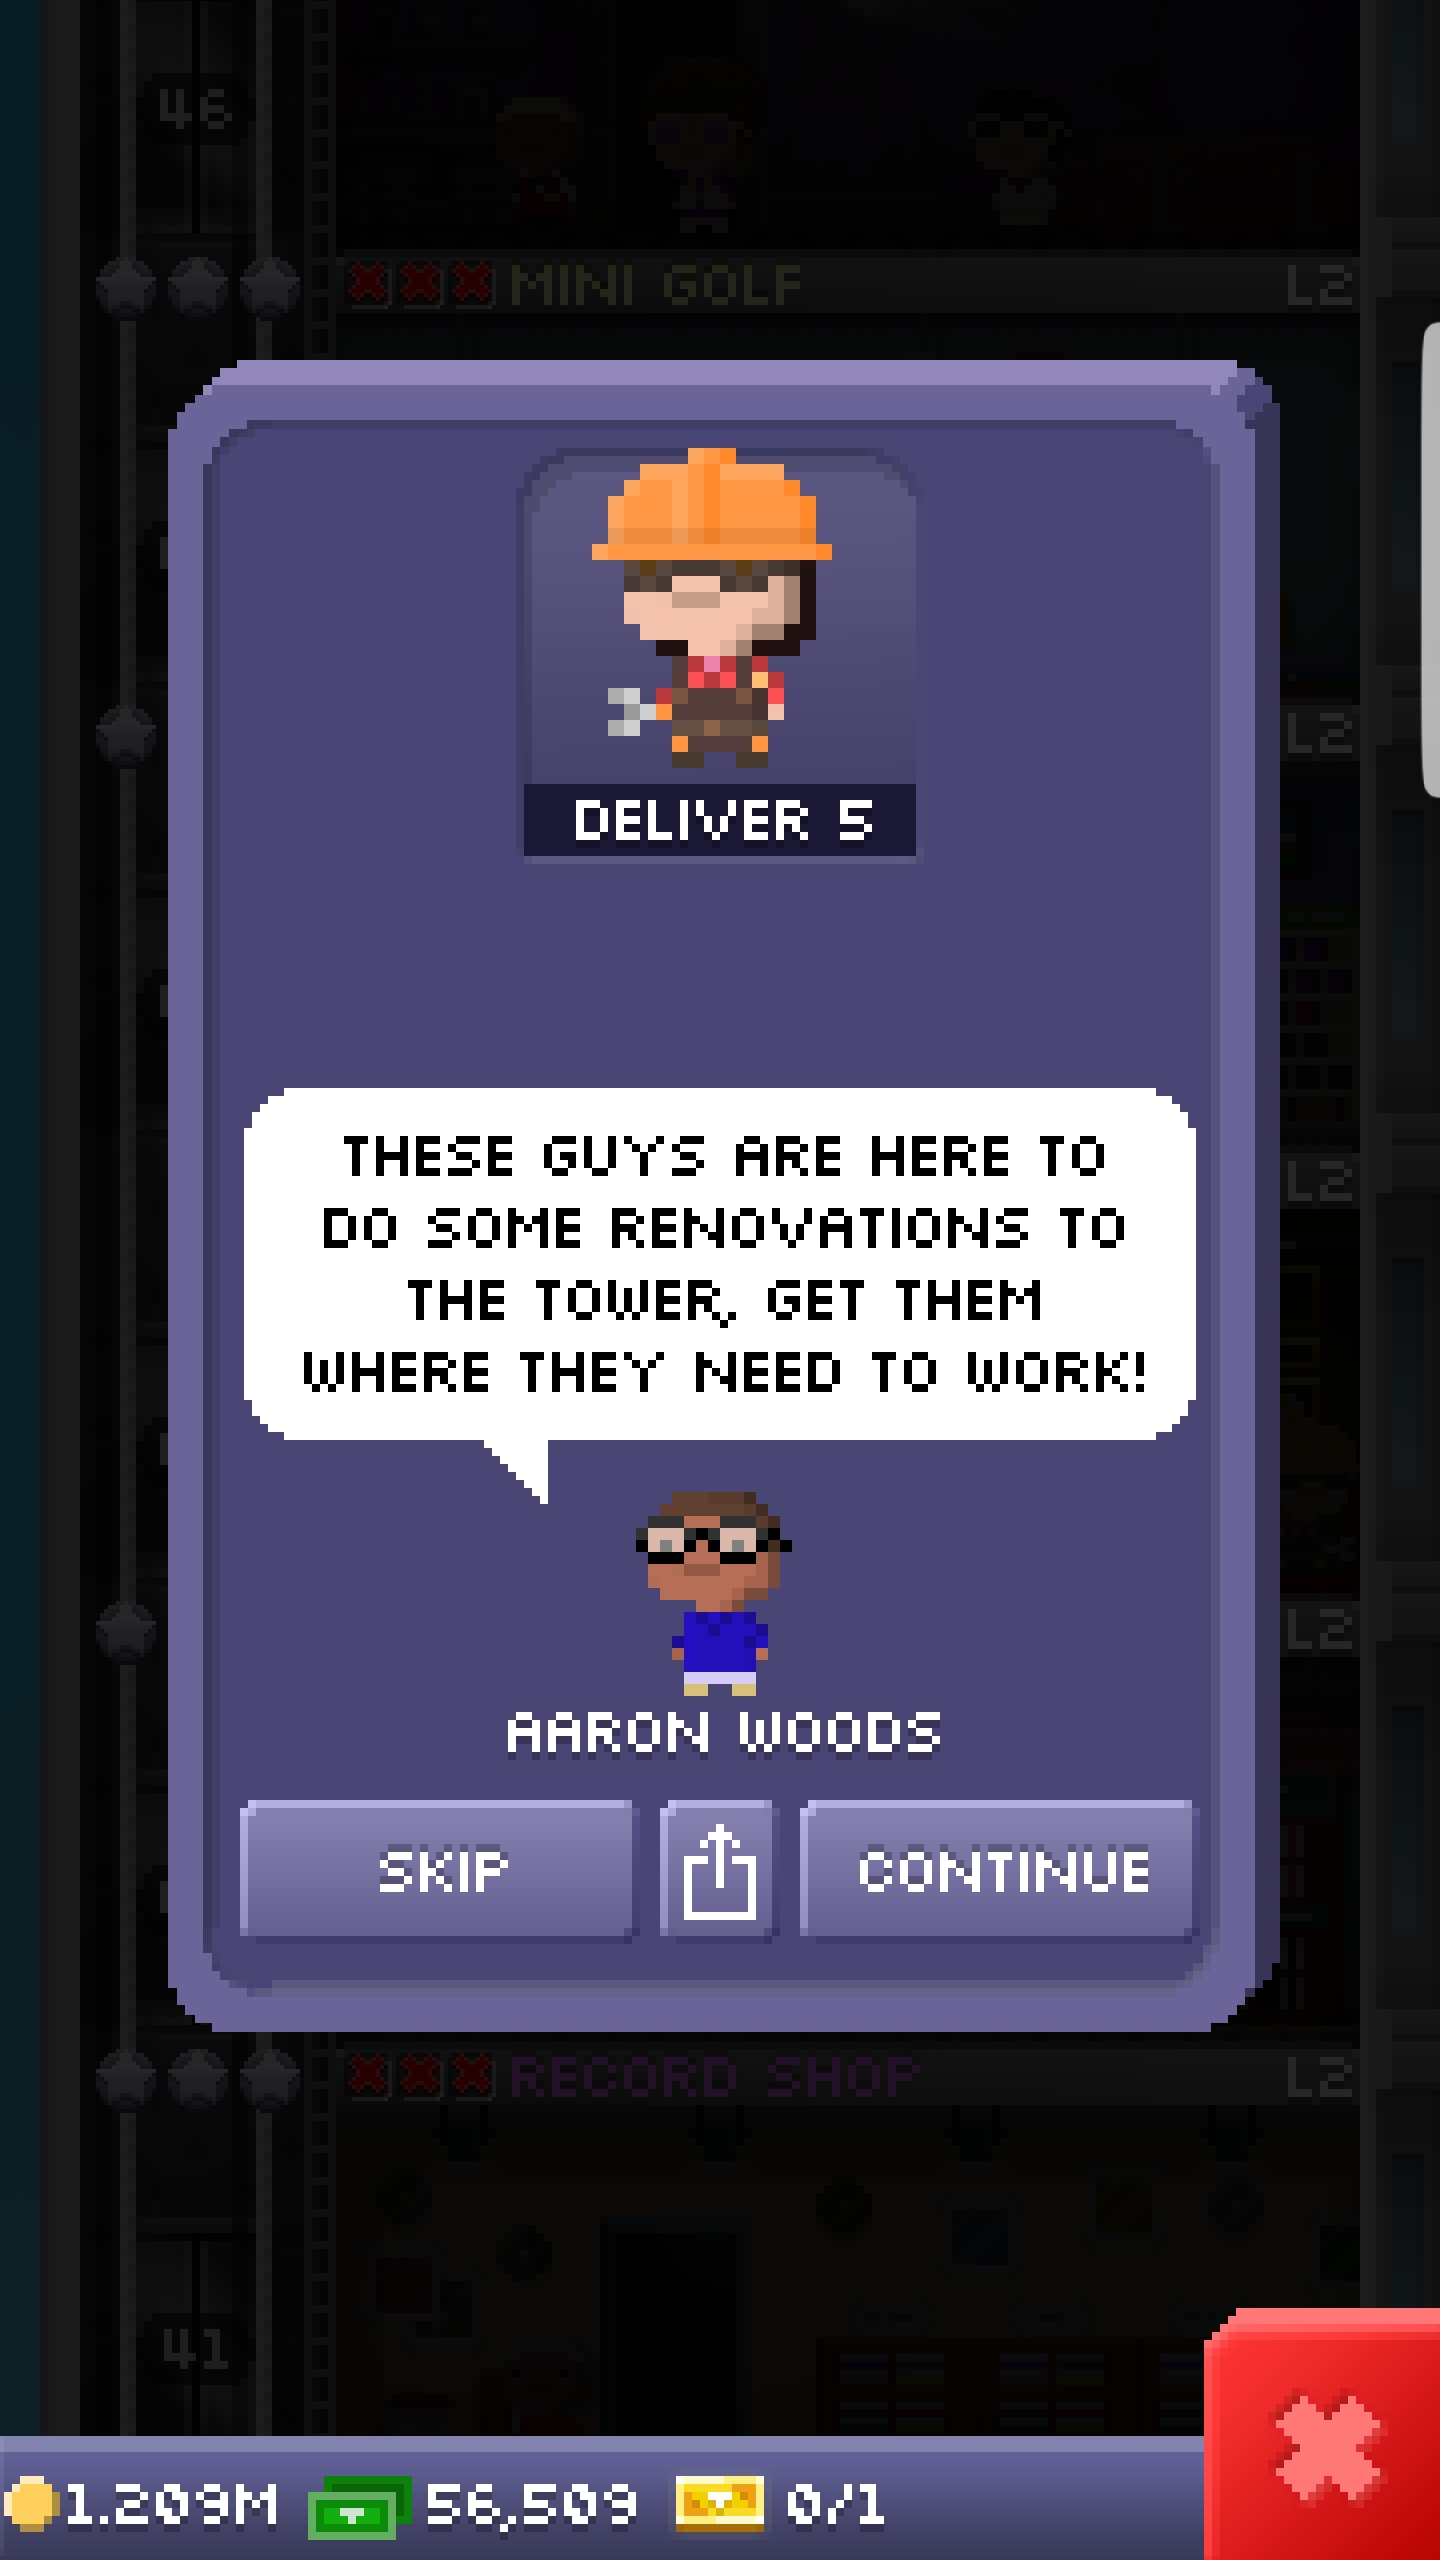 46
MINI GOLF L2
DELIVER 5
L2
THESE GUYS ARE HERE TO
DO SOME RENOVATIONS TO
THE TOWER, GET THEM
WHERE THEY NEED TO WORK!
L2
L2
AARON WOODS
SKIP
CONTINUE
RECORD SHOP L2
41
1.209M 56,509 0/1